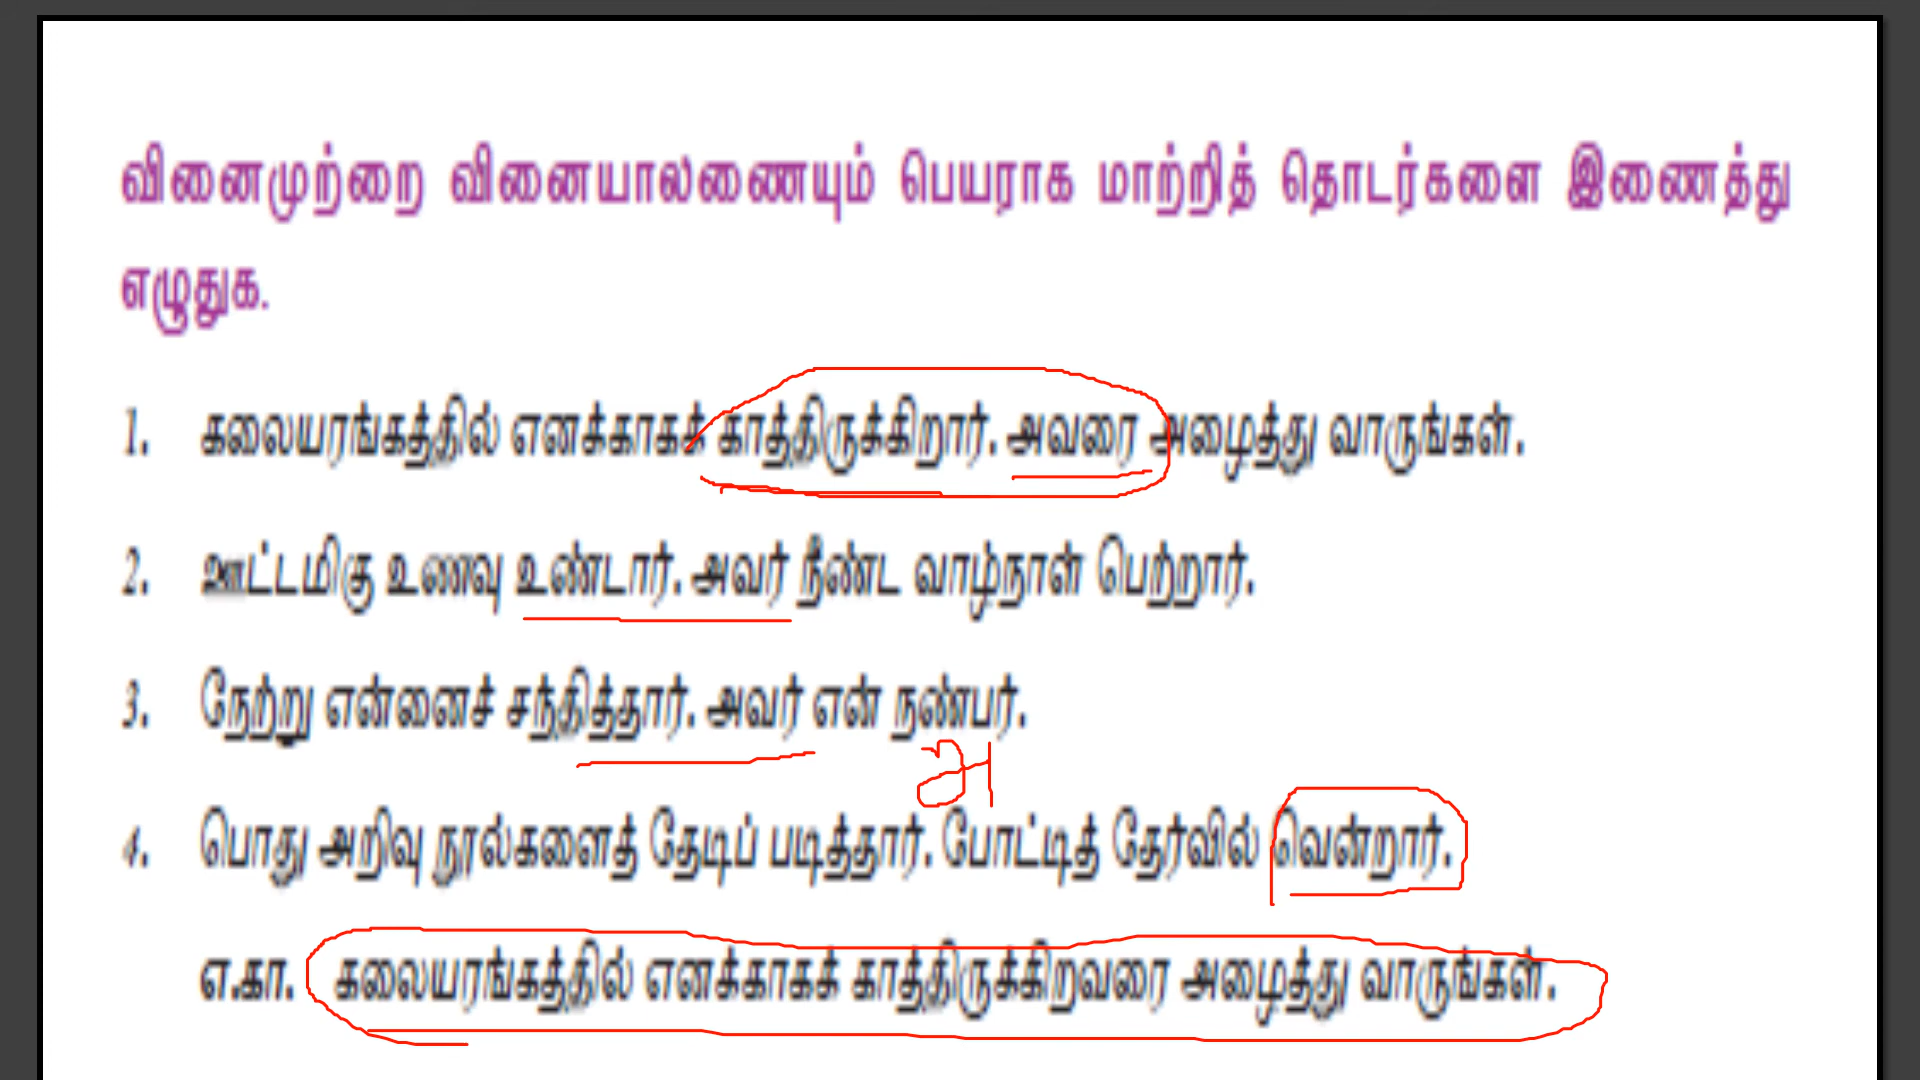 வினைமுற்றை வினையாலணையும் பெயராக மாற்றித் தொடர்களை இணைத்து
எழுதுக.
1. கலையரங்கத்தில் எனக்காகக் காத்திருக்கிறார். அவரை அழைத்து வாருங்கள்.
2. ஊட்டமிகு உணவு உண்டார். அவர் நீண்ட வாழ்நாள் பெற்றார்.
3. நேற்று என்னைச் சந்தித்தார். அவர் என் நண்பர்.
அ
4. பொது அறிவு நூல்களைத் தேடிப் படித்தார். போட்டித் தேர்வில் வென்றார்.
எ.கா. கலையரங்கத்தில் எனக்காகக் காத்திருக்கிறவரை அழைத்து வாருங்கள்.